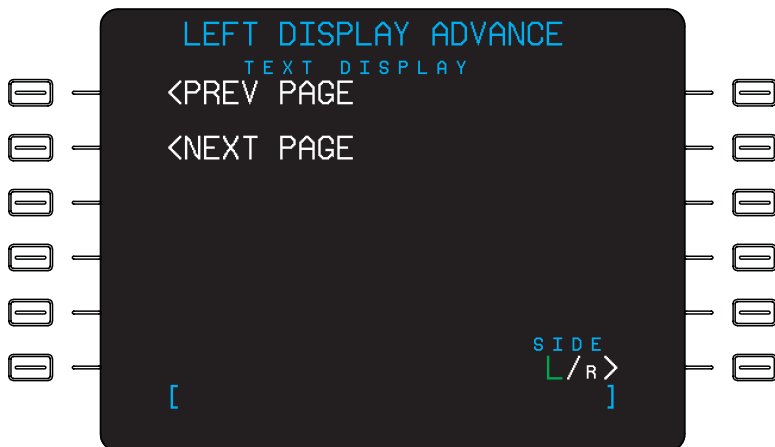 LEFT DISPLAY ADVANCE
TEXT DISPLAY
<PREV PAGE
<NEXT PAGE
SIDE
L/R>
[ ]